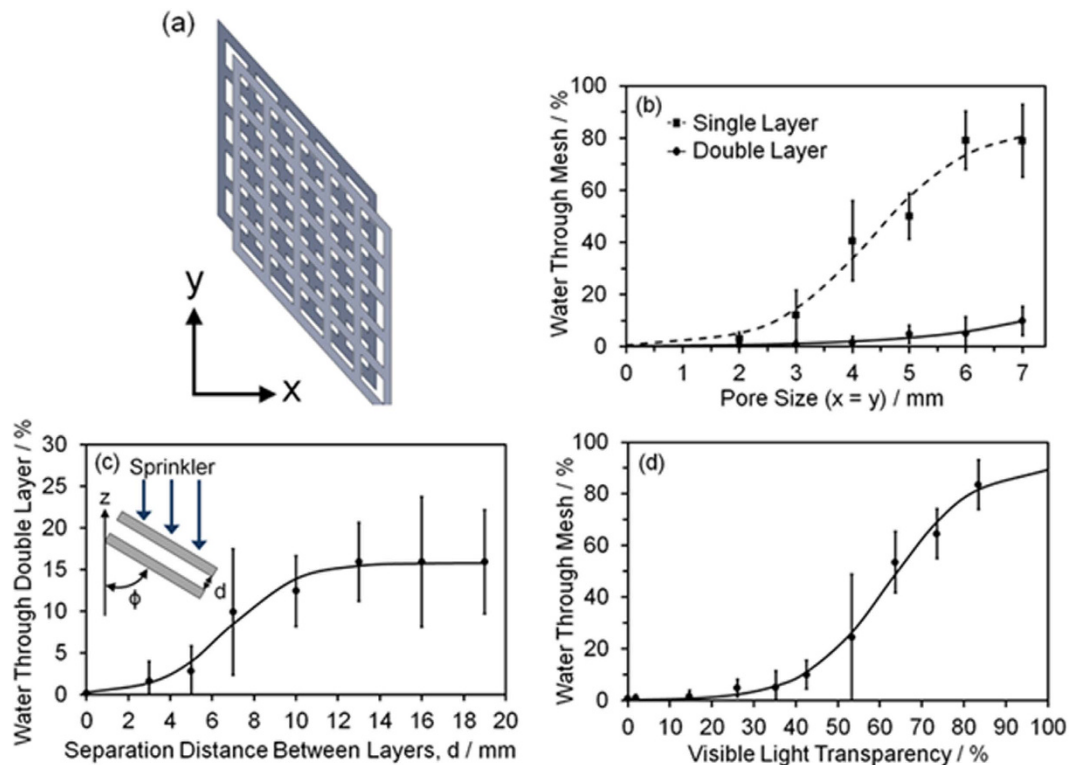 (a)
y
x
(b)
Single Layer
Double Layer
Water Through Mesh / %
100
80
60
40
20
0
0 1 2 3 4 5 6 7
Pore Size (x = y) / mm
(c)
Sprinkler
z
d
ϕ
Water Through Double Layer / %
30
25
20
15
10
5
0
0 2 4 6 8 10 12 14 16 18 20
Separation Distance Between Layers, d / mm
(d)
Water Through Mesh / %
100
80
60
40
20
0
0 10 20 30 40 50 60 70 80 90 100
Visible Light Transparency / %